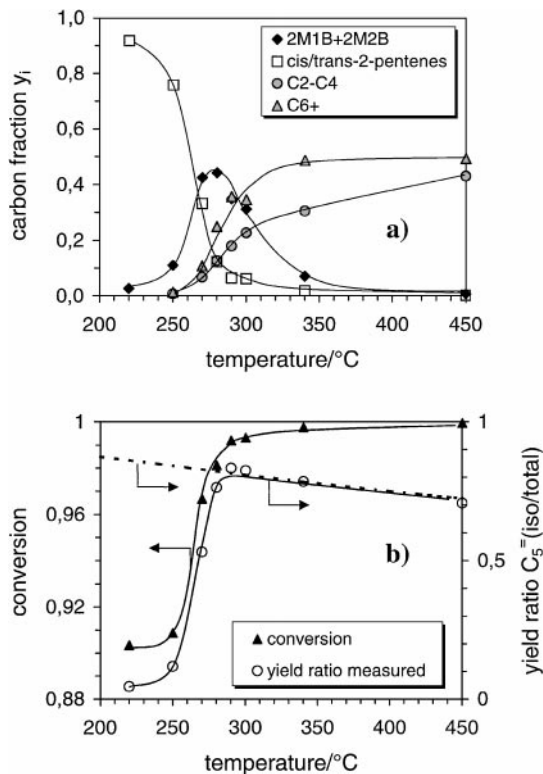 1,0
0,8
0,6
0,4
0,2
0,0
carbon fraction yi
2M1B+2M2B
cis/trans-2-pentenes
C2-C4
C6+
a)
200 250 300 350 400 450
temperature/°C
1
0,96
0,92
0,88
conversion
1
0,5
0
yield ratio C5=(iso/total)
b)
conversion
yield ratio measured
200 250 300 350 400 450
temperature/°C